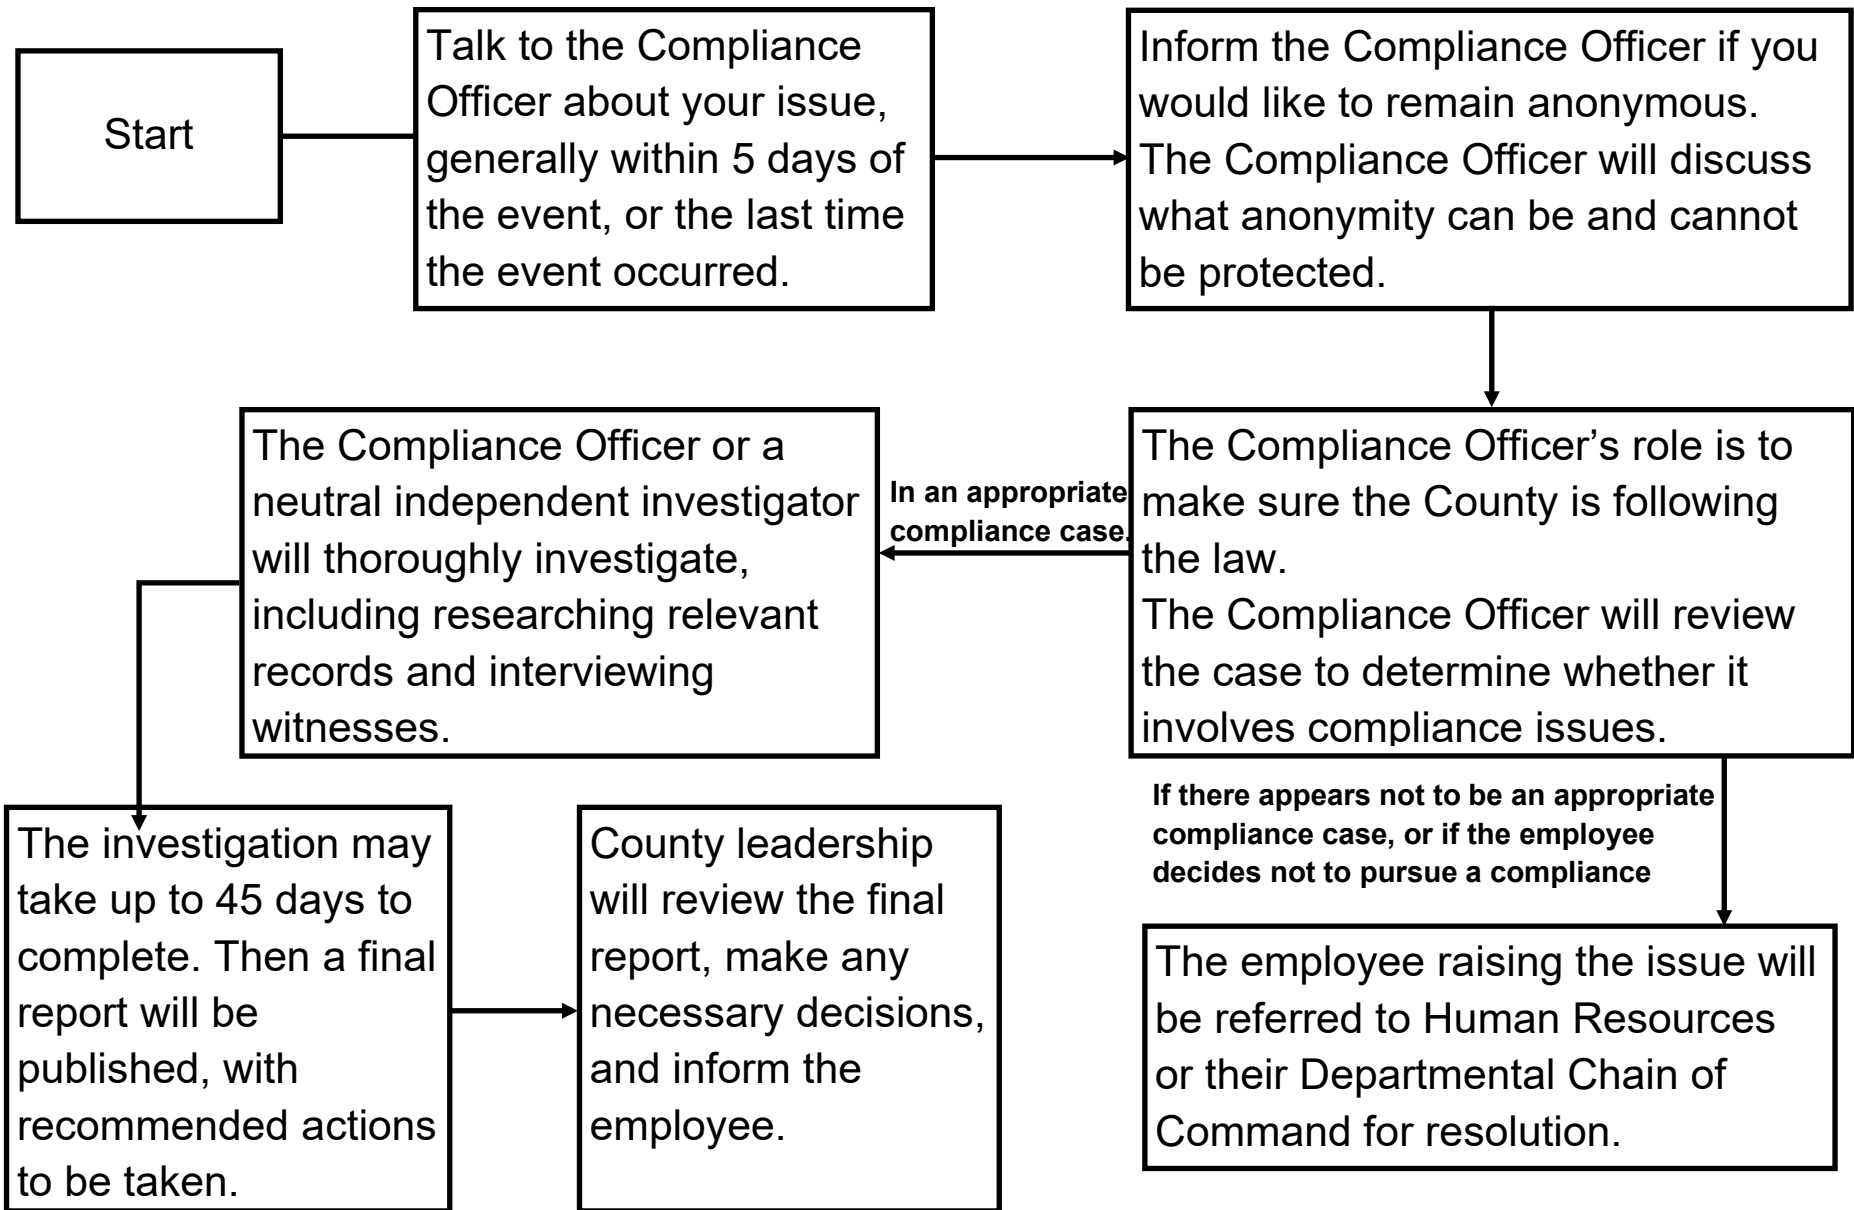 Start
Talk to the Compliance
Officer about your issue,
generally within 5 days of
the event, or the last time
the event occurred.
Inform the Compliance Officer if you
would like to remain anonymous.
The Compliance Officer will discuss
what anonymity can be and cannot
be protected.
The Compliance Officer’s role is to
make sure the County is following
the law.
The Compliance Officer will review
the case to determine whether it
involves compliance issues.
In an appropriate
compliance case.
The Compliance Officer or a
neutral independent investigator
will thoroughly investigate,
including researching relevant
records and interviewing
witnesses.
The investigation may
take up to 45 days to
complete. Then a final
report will be
published, with
recommended actions
to be taken.
County leadership
will review the final
report, make any
necessary decisions,
and inform the
employee.
If there appears not to be an appropriate
compliance case, or if the employee
decides not to pursue a compliance
The employee raising the issue will
be referred to Human Resources
or their Departmental Chain of
Command for resolution.